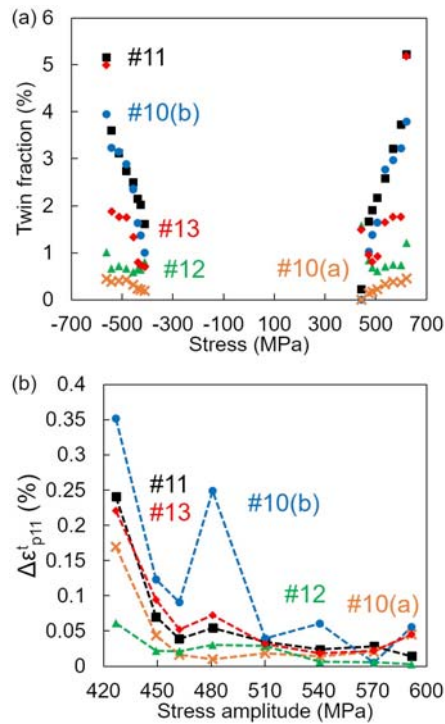 (a)
6
5
4
3
2
1
0
Twin fraction (%)
#11
#10(b)
#13
#12
#10(a)
-700 -500 -300 -100 100 300 500 700
Stress (MPa)
(b)
0.4
0.35
0.3
0.25
0.2
0.15
0.1
0.05
0
Δε^t_p11 (%)
#11
#13
#10(b)
#12
#10(a)
420 450 480 510 540 570 600
Stress amplitude (MPa)